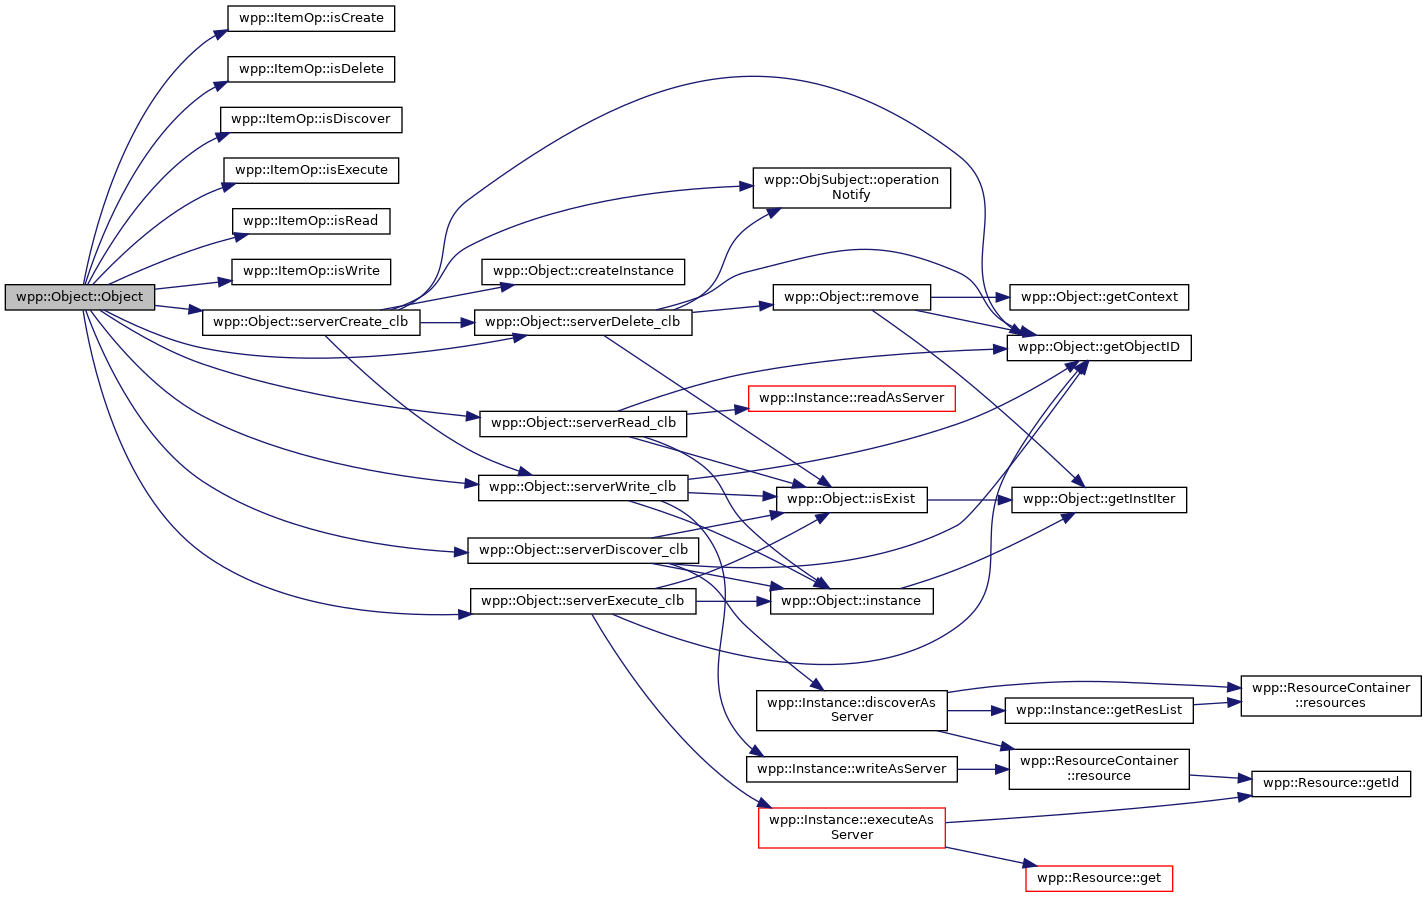 wpp::ItemOp::isCreate
wpp::ItemOp::isDelete
wpp::ItemOp::isDiscover
wpp::ItemOp::isExecute
wpp::ItemOp::isRead
wpp::ItemOp::isWrite
wpp::Object::Object
wpp::Object::serverCreate_clb
wpp::Object::createInstance
wpp::Object::serverDelete_clb
wpp::Object::serverRead_clb
wpp::Object::serverWrite_clb
wpp::Object::serverDiscover_clb
wpp::Object::serverExecute_clb
wpp::ObjSubject::operation
Notify
wpp::Object::remove
wpp::Instance::readAsServer
wpp::Object::isExist
wpp::Object::instance
wpp::Instance::discoverAs
Server
wpp::Instance::writeAsServer
wpp::Instance::executeAs
Server
wpp::Object::getContext
wpp::Object::getObjectID
wpp::Object::getInstIter
wpp::Instance::getResList
wpp::ResourceContainer
::resource
wpp::Resource::get
wpp::ResourceContainer
::resources
wpp::Resource::getId